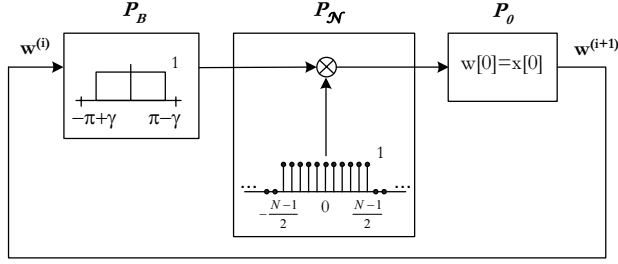 P_B
P_𝒩
P_0
w^(i)
1
−π+γ π−γ
w[0]=x[0]
w^(i+1)
1
... ...
−(N−1)/2 0 (N−1)/2